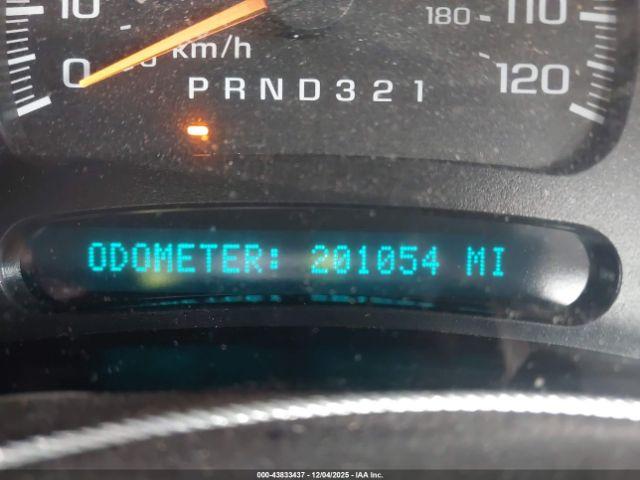 10 180 110
0 km/h 120
PRND321
ODOMETER: 201054 MI
000-43833437 - 12/04/2025 - IAA Inc.